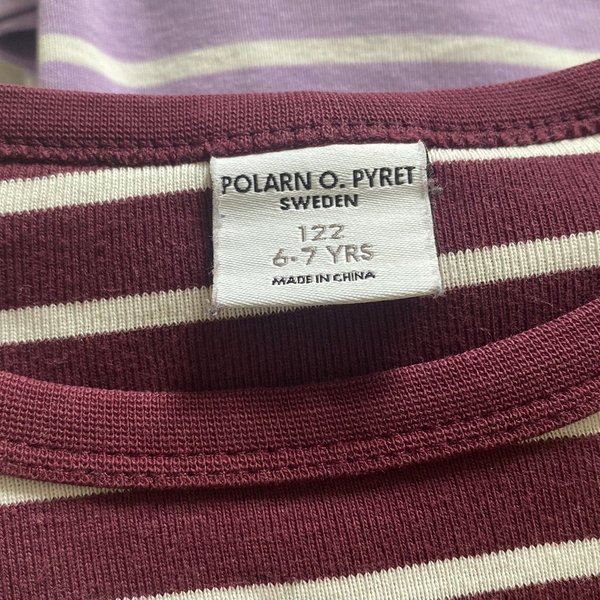 POLARN O. PYRET
SWEDEN
122
6-7 YRS
MADE IN CHINA